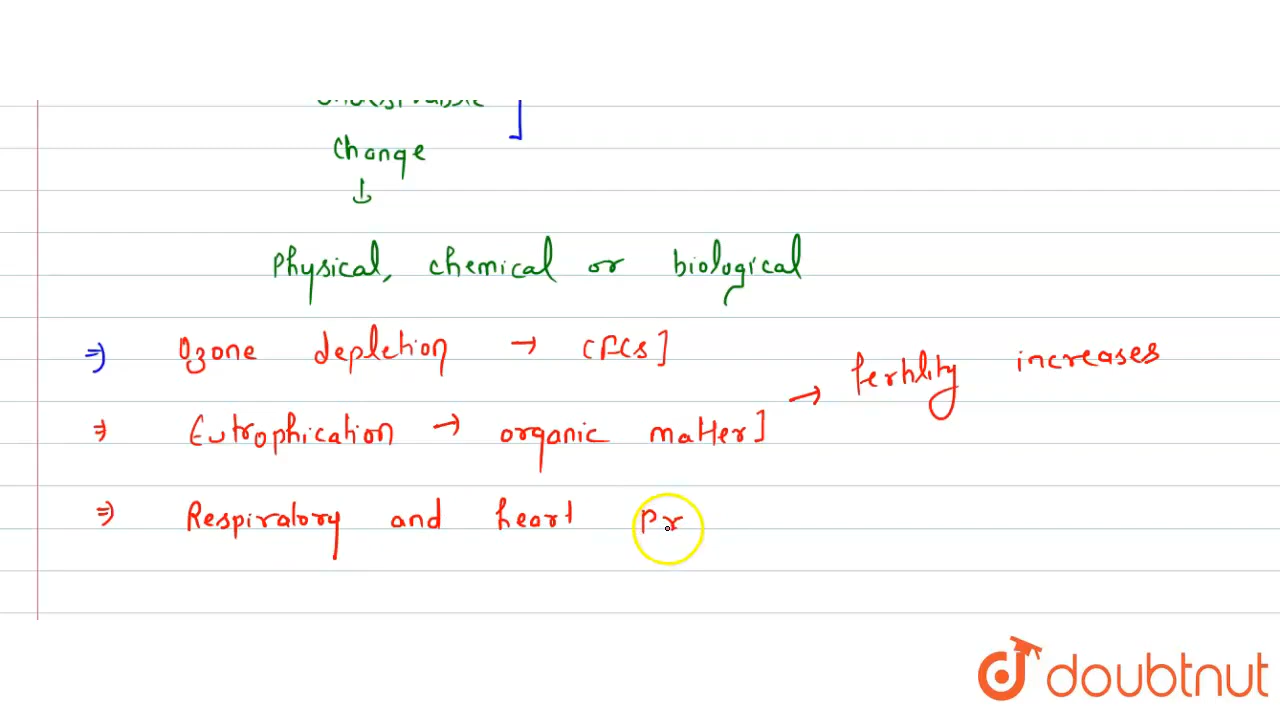 Change
↓
Physical, chemical or biological
⇒ Ozone depletion → CFCs]
→ fertility increases
⇒ Eutrophication → organic matter]
⇒ Respiratory and heart Pr
doubtnut